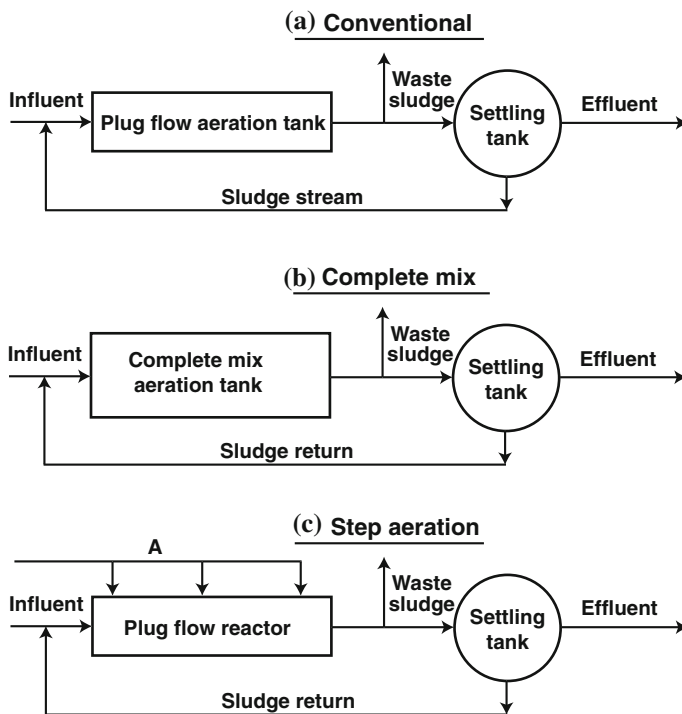 (a) Conventional
Influent
Plug flow aeration tank
Waste
sludge
Settling
tank
Effluent
Sludge stream
(b) Complete mix
Influent
Complete mix
aeration tank
Waste
sludge
Settling
tank
Effluent
Sludge return
(c) Step aeration
A
Influent
Plug flow reactor
Waste
sludge
Settling
tank
Effluent
Sludge return